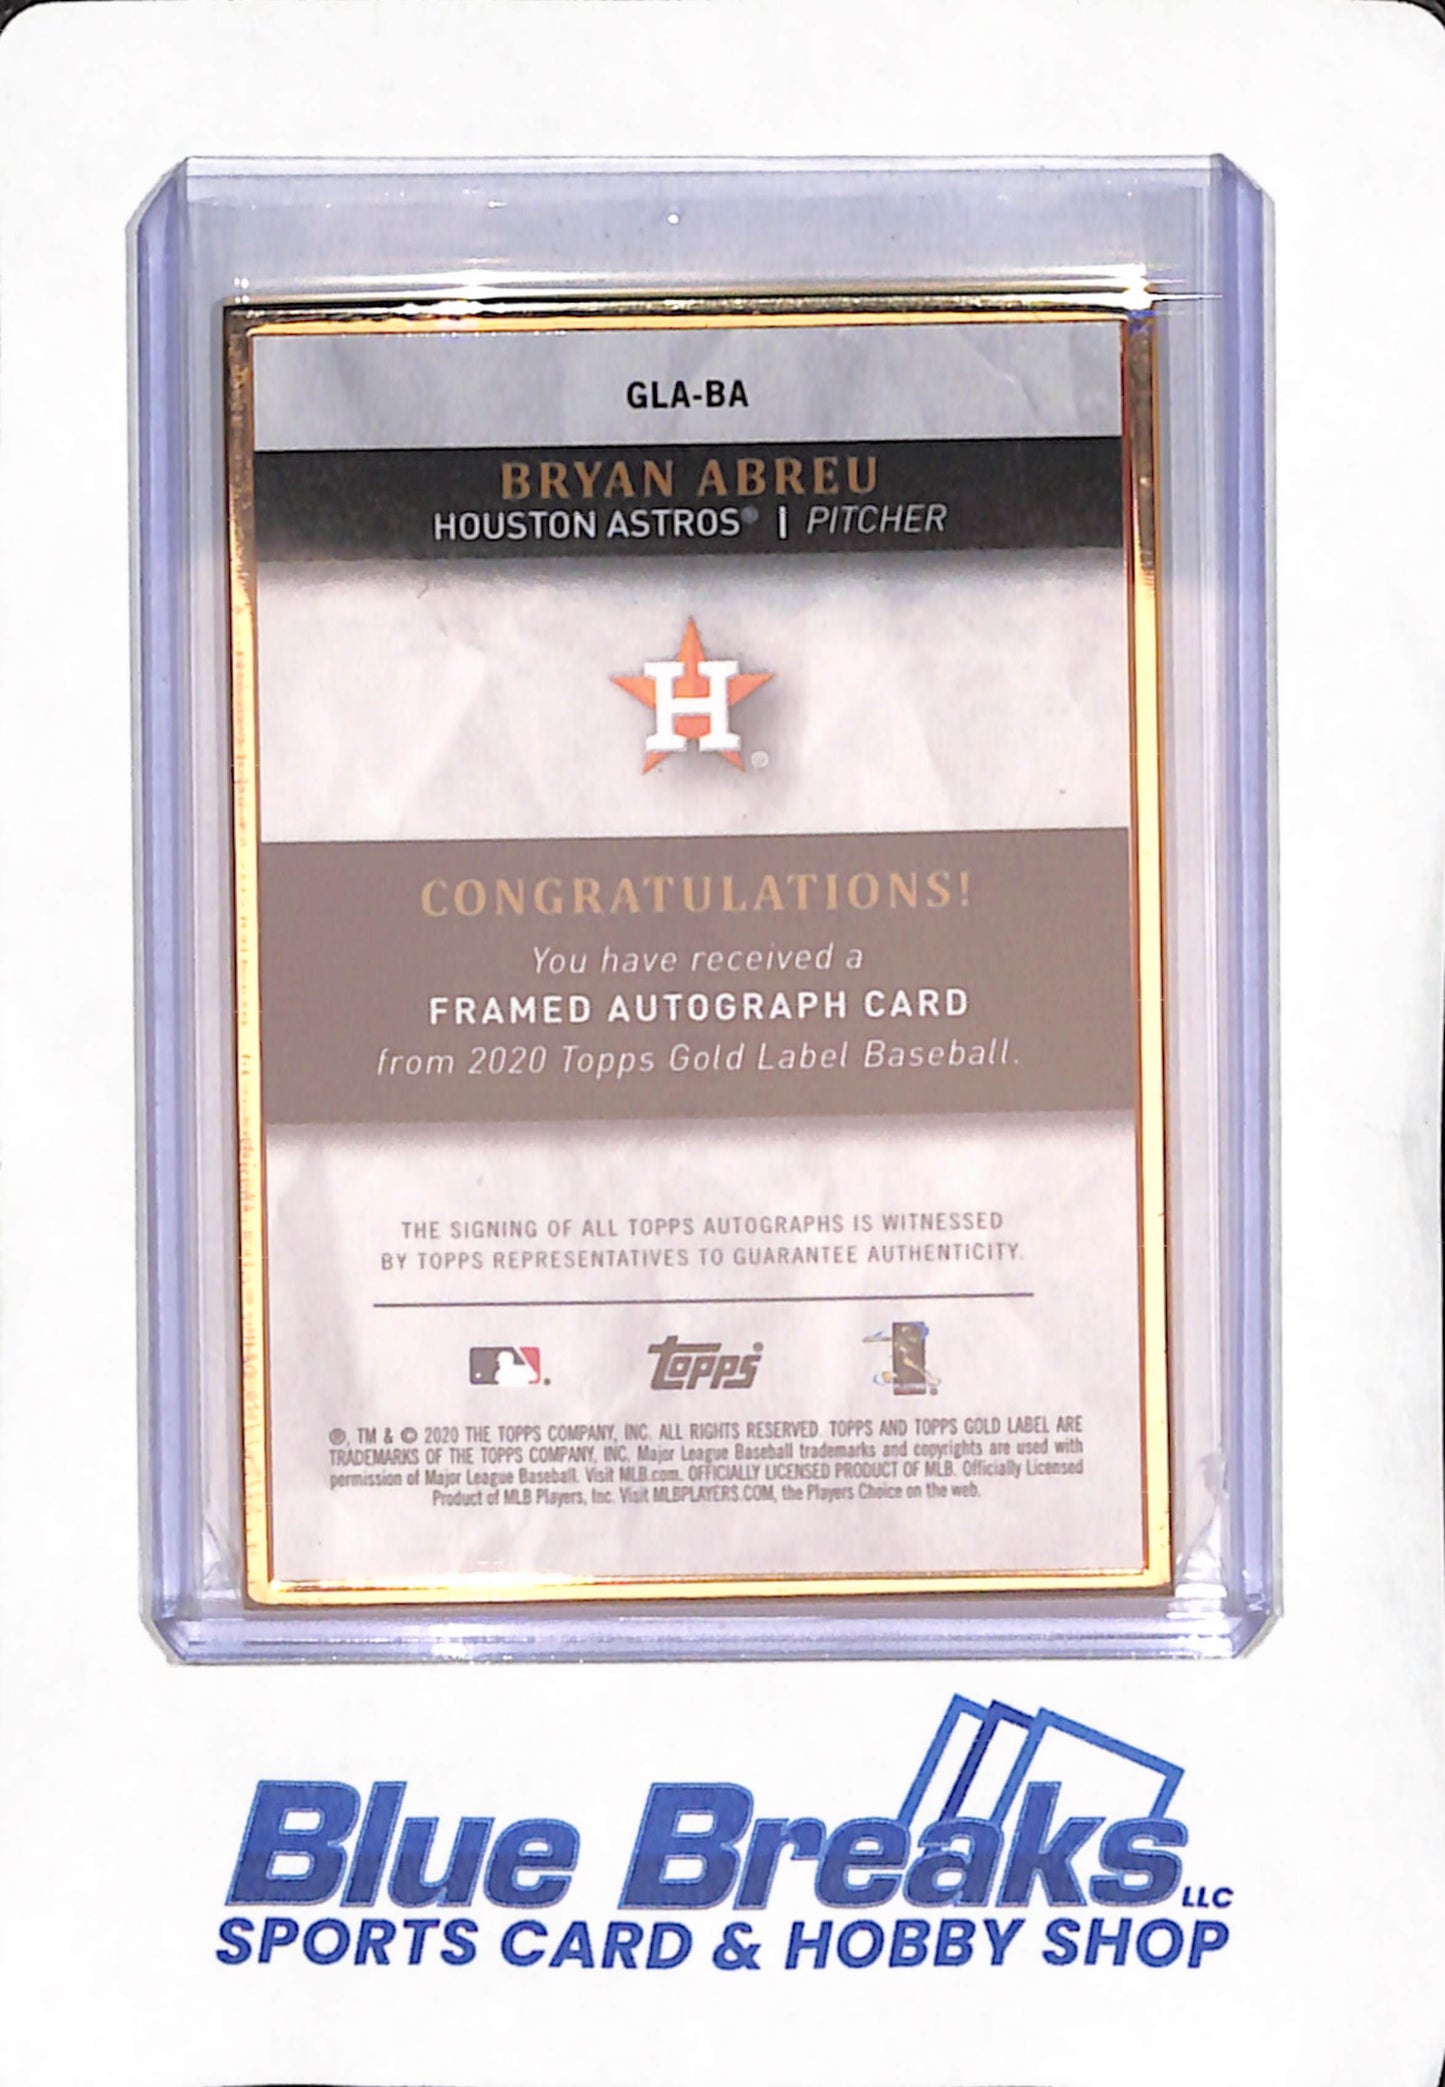 GLA-BA
BRYAN ABREU
HOUSTON ASTROS® | PITCHER
H
CONGRATULATIONS!
You have received a
FRAMED AUTOGRAPH CARD
from 2020 Topps Gold Label Baseball.
THE SIGNING OF ALL TOPPS AUTOGRAPHS IS WITNESSED
BY TOPPS REPRESENTATIVES TO GUARANTEE AUTHENTICITY.
Topps
®, TM & © 2020 THE TOPPS COMPANY, INC. ALL RIGHTS RESERVED. TOPPS AND TOPPS GOLD LABEL ARE
TRADEMARKS OF THE TOPPS COMPANY, INC. Major League Baseball trademarks and copyrights are used with
permission of Major League Baseball. Visit MLB.com. OFFICIALLY LICENSED PRODUCT OF MLB. Officially Licensed
Product of MLB Players, Inc. Visit MLBPLAYERS.COM, the Players Choice on the web.
Blue Breaks LLC
SPORTS CARD & HOBBY SHOP